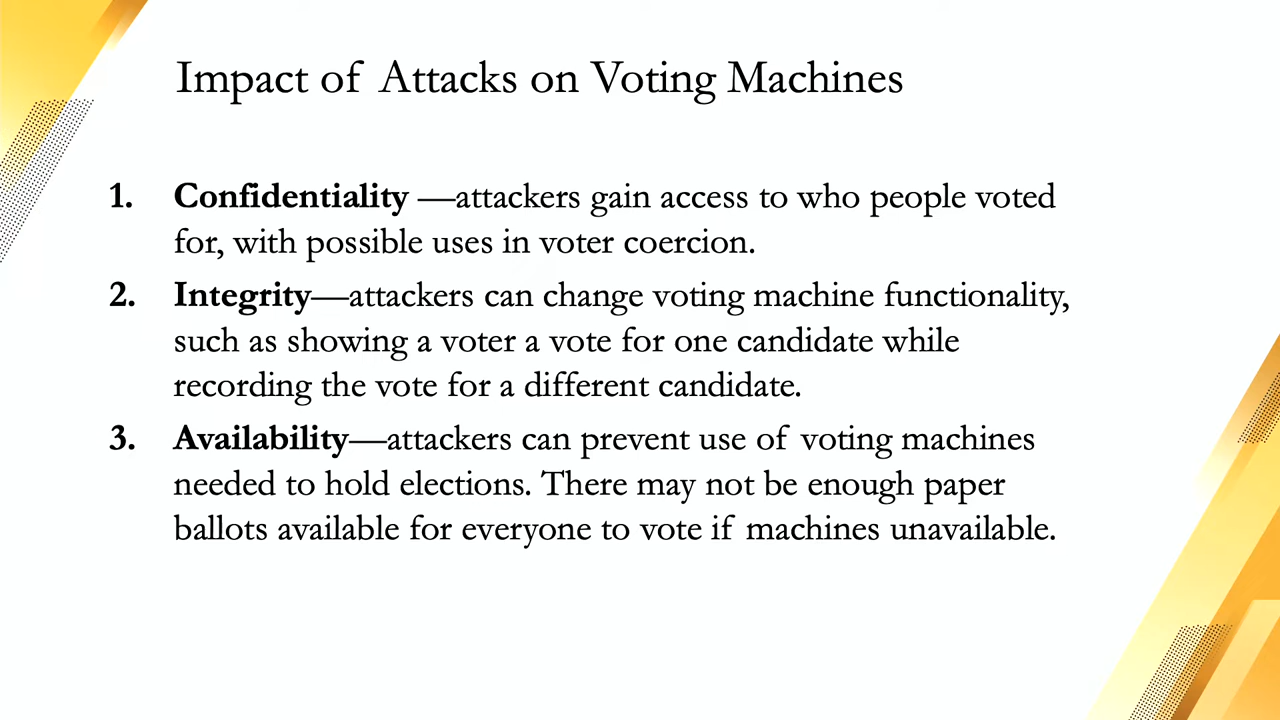 Impact of Attacks on Voting Machines
1. Confidentiality —attackers gain access to who people voted
for, with possible uses in voter coercion.
2. Integrity—attackers can change voting machine functionality,
such as showing a voter a vote for one candidate while
recording the vote for a different candidate.
3. Availability—attackers can prevent use of voting machines
needed to hold elections. There may not be enough paper
ballots available for everyone to vote if machines unavailable.